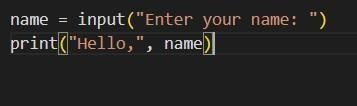 name = input("Enter your name: ")
print("Hello,", name)